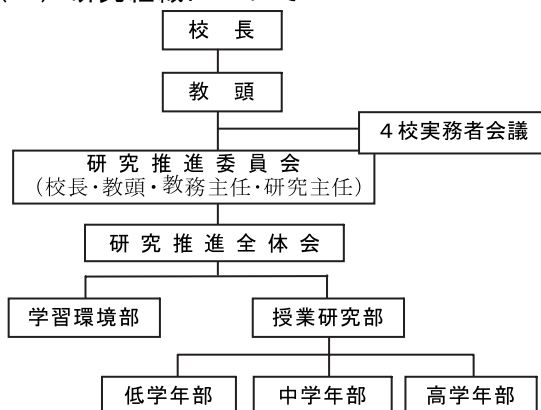 校長
教頭
４校実務者会議
研究推進委員会
（校長・教頭・教務主任・研究主任）
研究推進全体会
学習環境部
授業研究部
低学年部
中学年部
高学年部